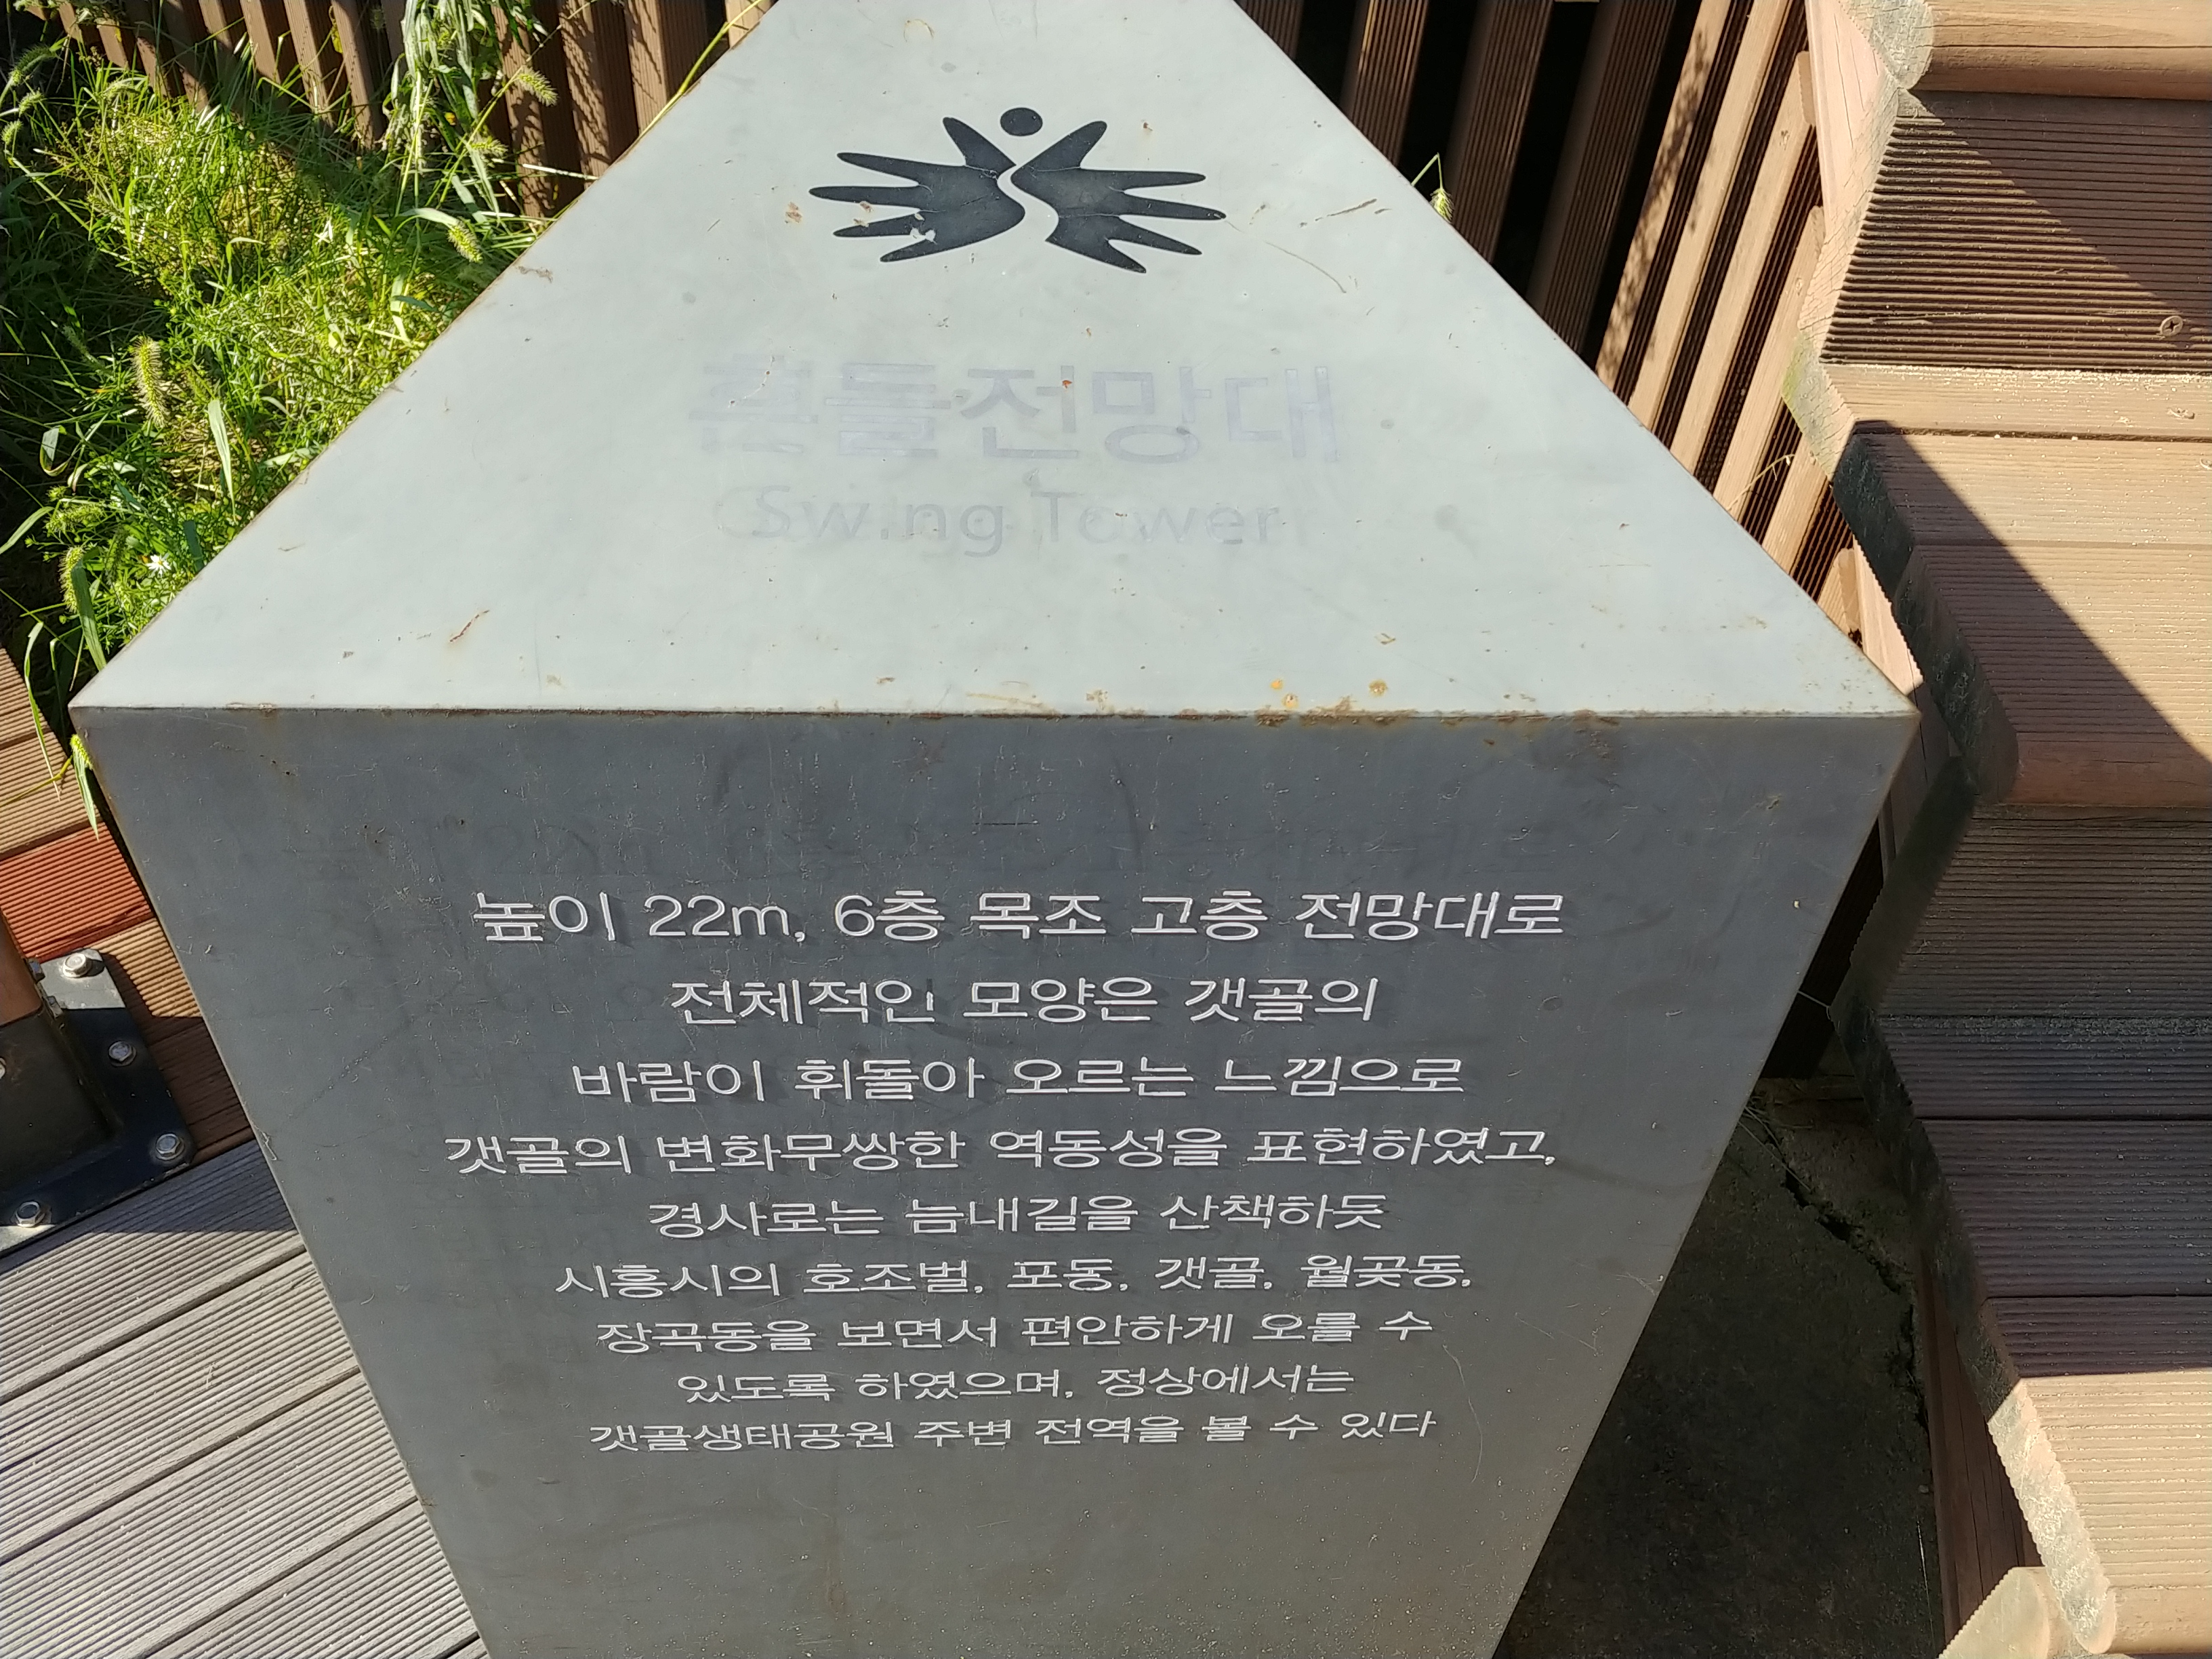 흔들전망대
Swing Tower
높이 22m, 6층 목조 고층 전망대로
전체적인 모양은 갯골의
바람이 휘돌아 오르는 느낌으로
갯골의 변화무쌍한 역동성을 표현하였고,
경사로는 늠내길을 산책하듯
시흥시의 호조벌, 포동, 갯골, 월곶동,
장곡동을 보면서 편안하게 오를 수
있도록 하였으며, 정상에서는
갯골생태공원 주변 전역을 볼 수 있다